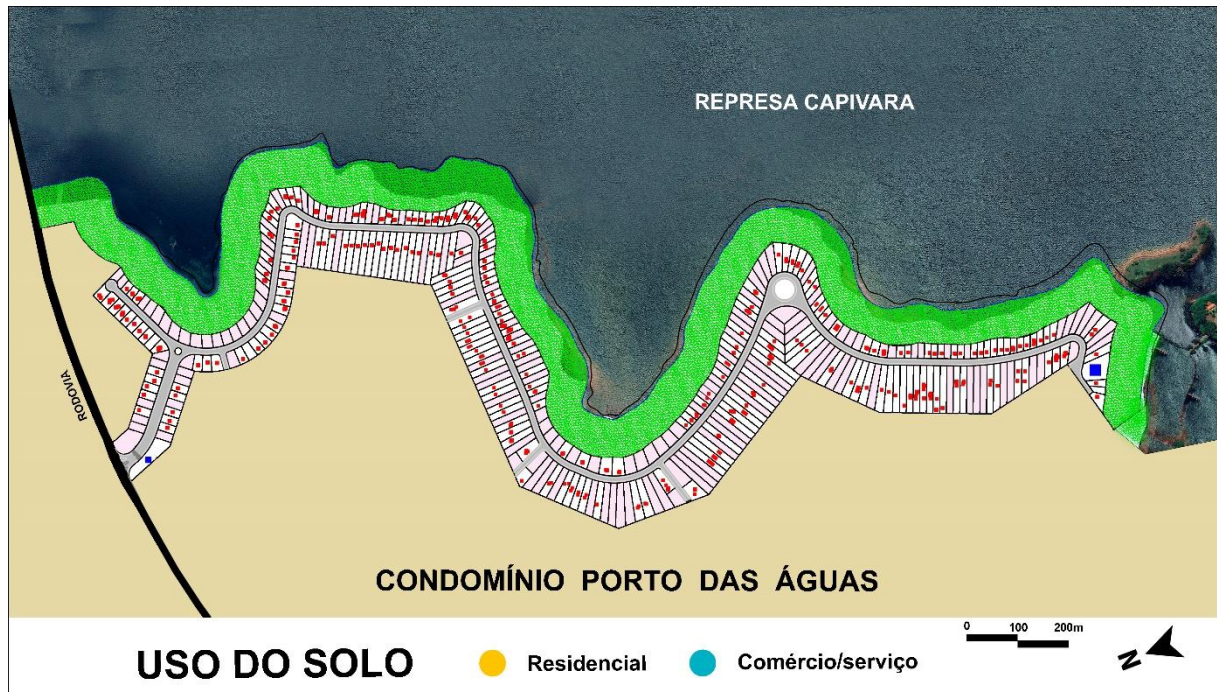 REPRESA CAPIVARA
RODOVIA
CONDOMÍNIO PORTO DAS ÁGUAS
0 100 200m
USO DO SOLO
Residencial
Comércio/serviço
N